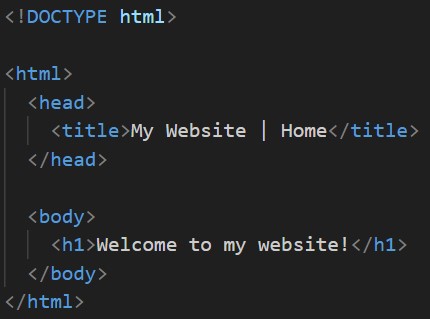 <!DOCTYPE html>
<html>
<head>
<title>My Website | Home</title>
</head>
<body>
<h1>Welcome to my website!</h1>
</body>
</html>